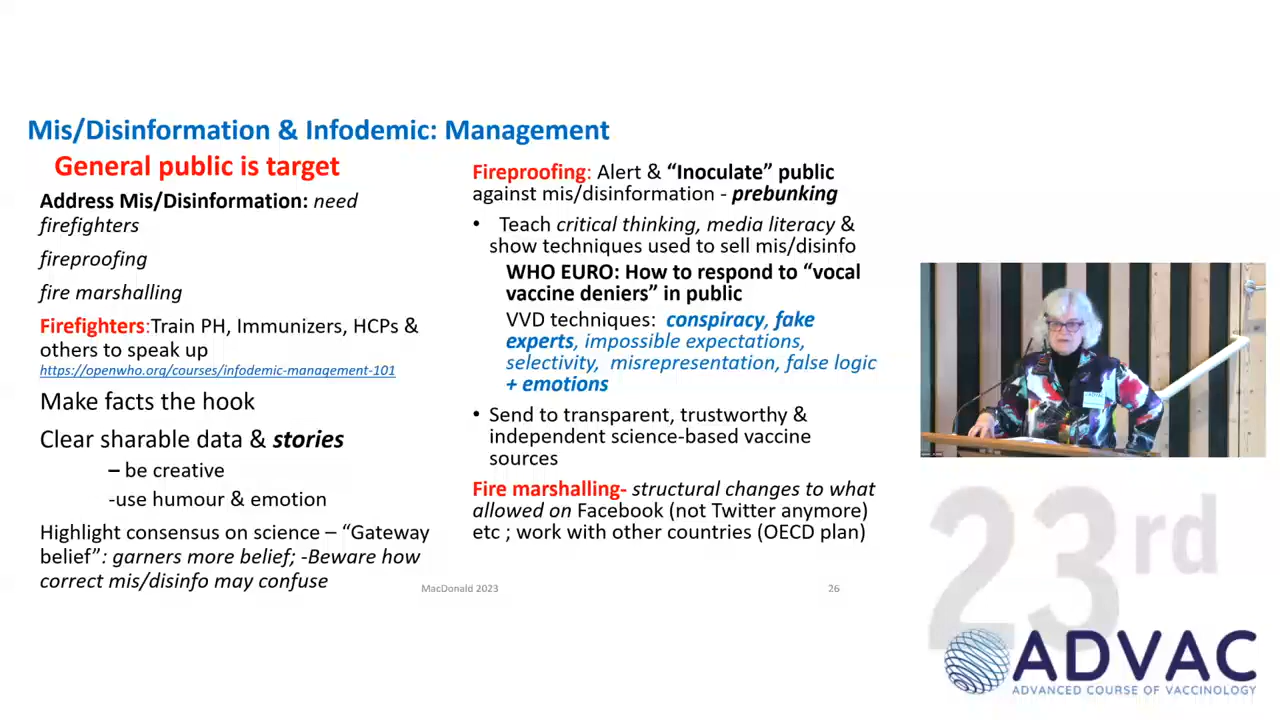 Mis/Disinformation & Infodemic: Management
General public is target
Address Mis/Disinformation: need
firefighters
fireproofing
fire marshalling
Firefighters:Train PH, Immunizers, HCPs &
others to speak up
https://openwho.org/courses/infodemic-management-101
Make facts the hook
Clear sharable data & stories
– be creative
-use humour & emotion
Highlight consensus on science – “Gateway
belief”: garners more belief; -Beware how
correct mis/disinfo may confuse
Fireproofing: Alert & “Inoculate” public
against mis/disinformation - prebunking
• Teach critical thinking, media literacy &
show techniques used to sell mis/disinfo
WHO EURO: How to respond to “vocal
vaccine deniers” in public
VVD techniques: conspiracy, fake
experts, impossible expectations,
selectivity, misrepresentation, false logic
+ emotions
• Send to transparent, trustworthy &
independent science-based vaccine
sources
Fire marshalling- structural changes to what
allowed on Facebook (not Twitter anymore)
etc ; work with other countries (OECD plan)
MacDonald 2023
26
ADVAC
23rd
ADVAC
ADVANCED COURSE OF VACCINOLOGY